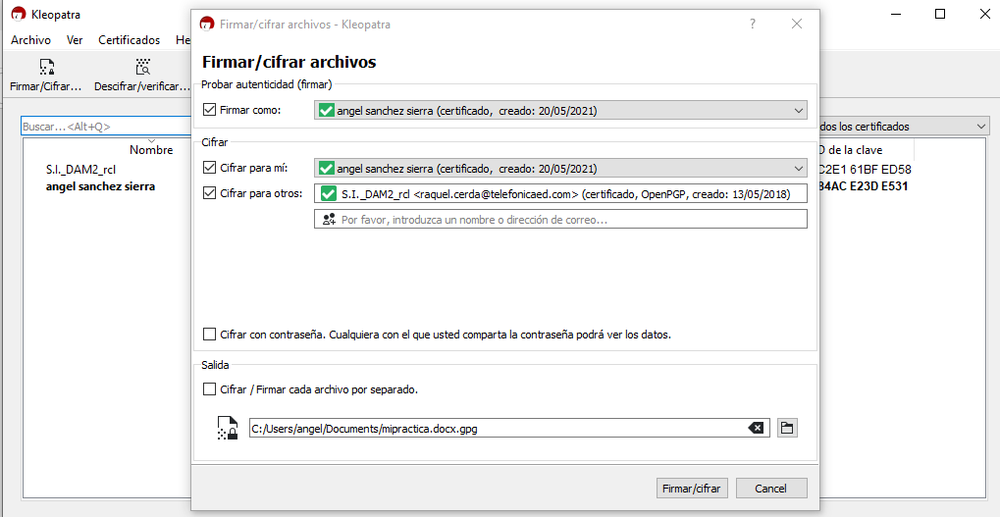 Kleopatra
Archivo Ver Certificados He
Firmar/Cifrar... Descifrar/verificar...
Buscar...<Alt+Q>
dos los certificados
Nombre
D de la clave
S.I._DAM2_rcl
C2E1 61BF ED58
angel sanchez sierra
84AC E23D E531
Firmar/cifrar archivos - Kleopatra
?
Firmar/cifrar archivos
Probar autenticidad (firmar)
Firmar como: angel sanchez sierra (certificado, creado: 20/05/2021)
Cifrar
Cifrar para mí: angel sanchez sierra (certificado, creado: 20/05/2021)
Cifrar para otros: S.I._DAM2_rcl <raquel.cerda@telefonicaed.com> (certificado, OpenPGP, creado: 13/05/2018)
Por favor, introduzca un nombre o dirección de correo...
Cifrar con contraseña. Cualquiera con el que usted comparta la contraseña podrá ver los datos.
Salida
Cifrar / Firmar cada archivo por separado.
C:/Users/angel/Documents/mipractica.docx.gpg
Firmar/cifrar Cancel